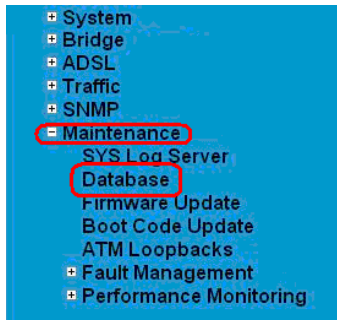 System
Bridge
ADSL
Traffic
SNMP
Maintenance
SYS Log Server
Database
Firmware Update
Boot Code Update
ATM Loopbacks
Fault Management
Performance Monitoring